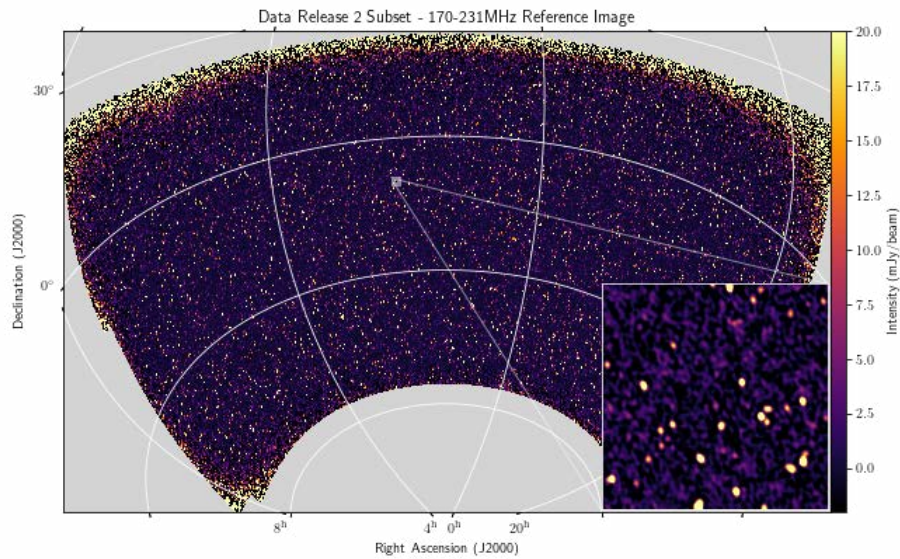 Data Release 2 Subset - 170-231MHz Reference Image
20.0
17.5
15.0
12.5
10.0
7.5
5.0
2.5
0.0
Intensity (mJy/beam)
30°
0°
Declination (J2000)
8h 4h 0h 20h
Right Ascension (J2000)